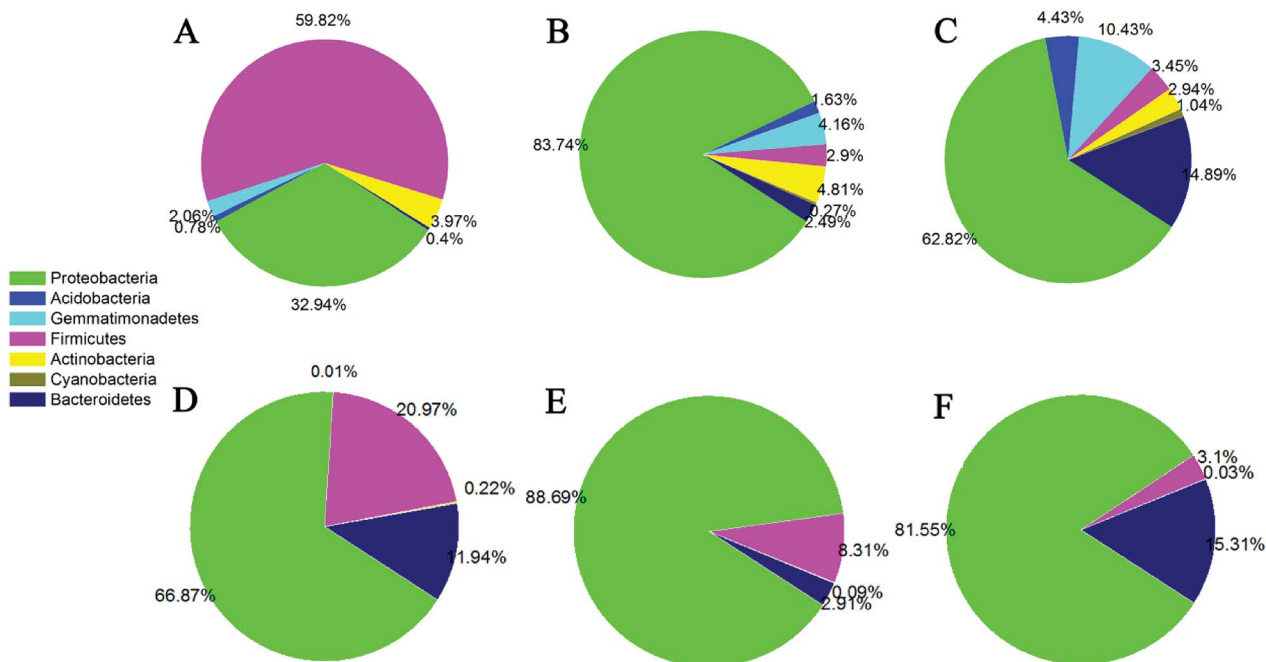 A
59.82%
2.06%
0.78%
3.97%
0.4%
32.94%
B
83.74%
1.63%
4.16%
2.9%
4.81%
0.27%
2.49%
C
4.43%
10.43%
3.45%
2.94%
1.04%
14.89%
62.82%
Proteobacteria
Acidobacteria
Gemmatimonadetes
Firmicutes
Actinobacteria
Cyanobacteria
Bacteroidetes
D
0.01%
20.97%
0.22%
11.94%
66.87%
E
88.69%
8.31%
0.09%
2.91%
F
81.55%
3.1%
0.03%
15.31%